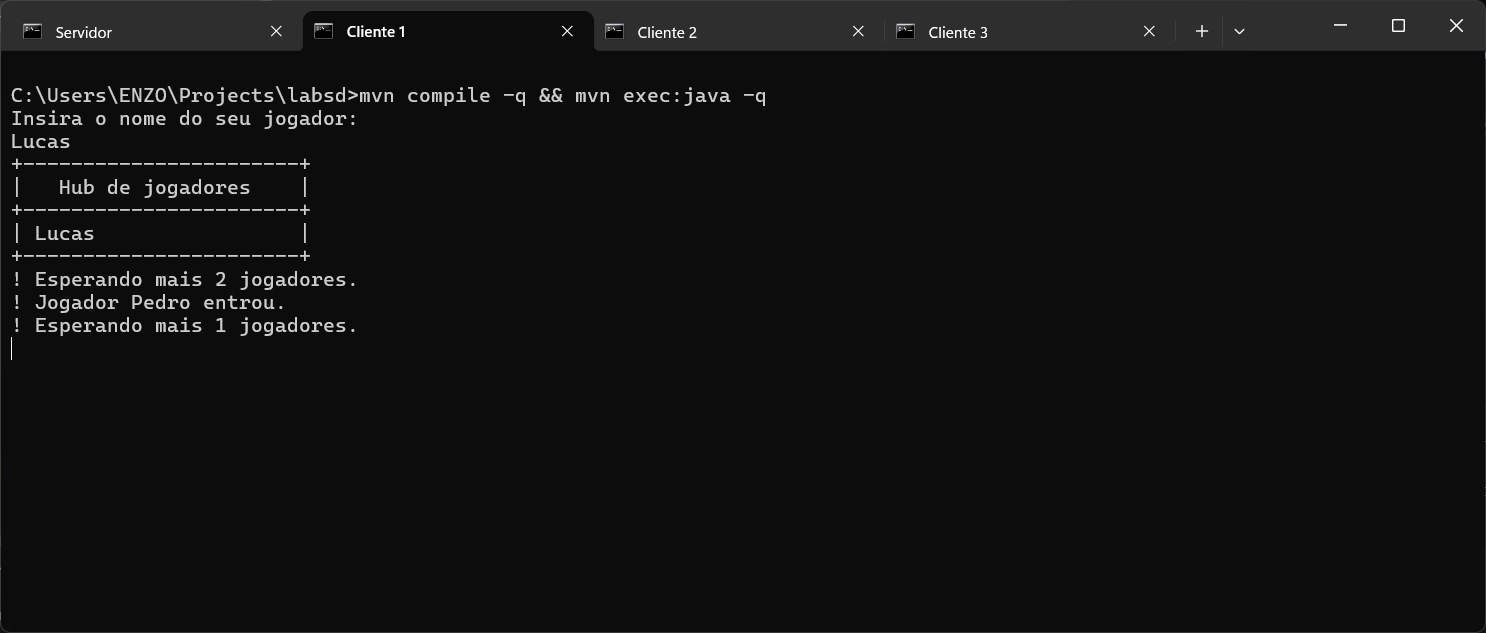 Servidor Cliente 1 Cliente 2 Cliente 3
C:\Users\ENZO\Projects\labsd>mvn compile -q && mvn exec:java -q
Insira o nome do seu jogador:
Lucas
+-----------------------+
|   Hub de jogadores    |
+-----------------------+
| Lucas                 |
+-----------------------+
! Esperando mais 2 jogadores.
! Jogador Pedro entrou.
! Esperando mais 1 jogadores.